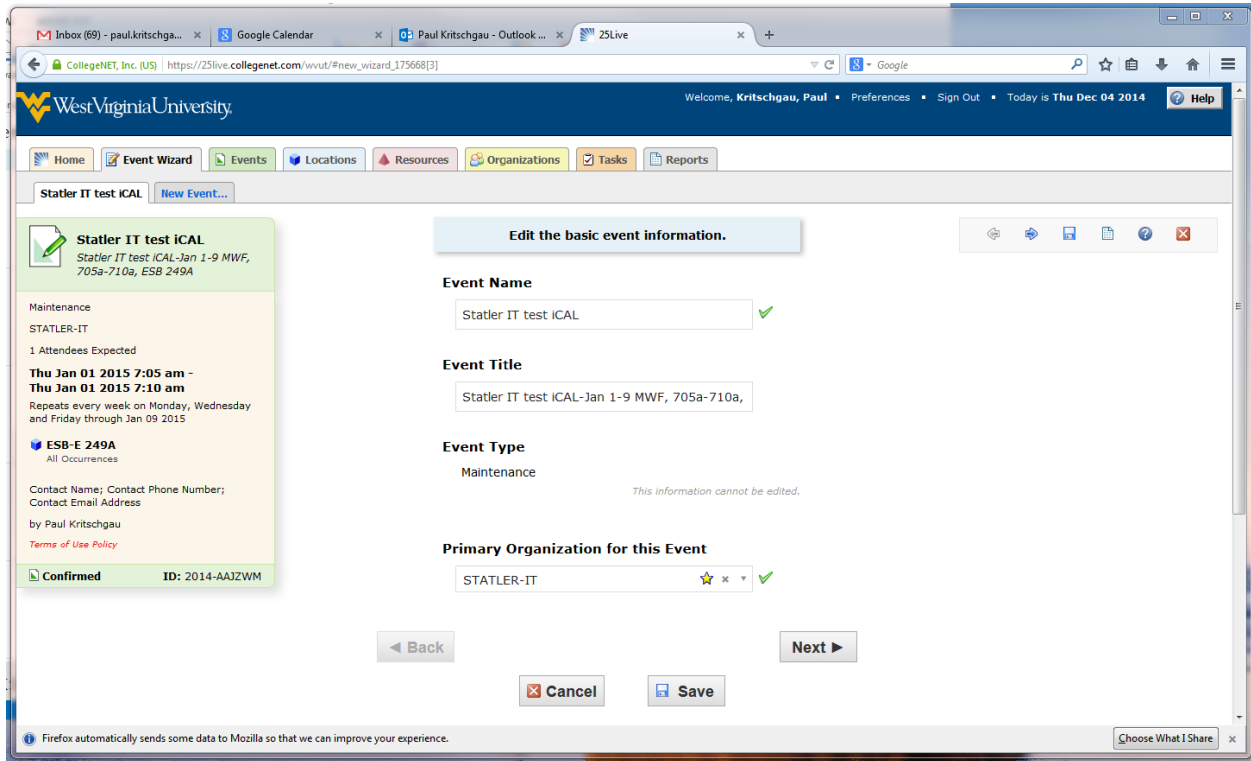 Inbox (69) - paul.kritschga... × Google Calendar × Paul Kritschgau - Outlook ... × 25Live × +
CollegeNET, Inc. (US) https://25live.collegenet.com/wvut/#new_wizard_175668[3] Google
WestVirginiaUniversity. Welcome, Kritschgau, Paul ▪ Preferences ▪ Sign Out ▪ Today is Thu Dec 04 2014 Help
Home Event Wizard Events Locations Resources Organizations Tasks Reports
Statler IT test iCAL New Event...
Statler IT test iCAL
Statler IT test iCAL-Jan 1-9 MWF,
705a-710a, ESB 249A
Maintenance
STATLER-IT
1 Attendees Expected
Thu Jan 01 2015 7:05 am -
Thu Jan 01 2015 7:10 am
Repeats every week on Monday, Wednesday
and Friday through Jan 09 2015
ESB-E 249A
All Occurrences
Contact Name; Contact Phone Number;
Contact Email Address
by Paul Kritschgau
Terms of Use Policy
Confirmed ID: 2014-AAJZWM
Edit the basic event information.
Event Name
Statler IT test iCAL
Event Title
Statler IT test iCAL-Jan 1-9 MWF, 705a-710a,
Event Type
Maintenance
This information cannot be edited.
Primary Organization for this Event
STATLER-IT
◄ Back Next ►
Cancel Save
Firefox automatically sends some data to Mozilla so that we can improve your experience. Choose What I Share ×